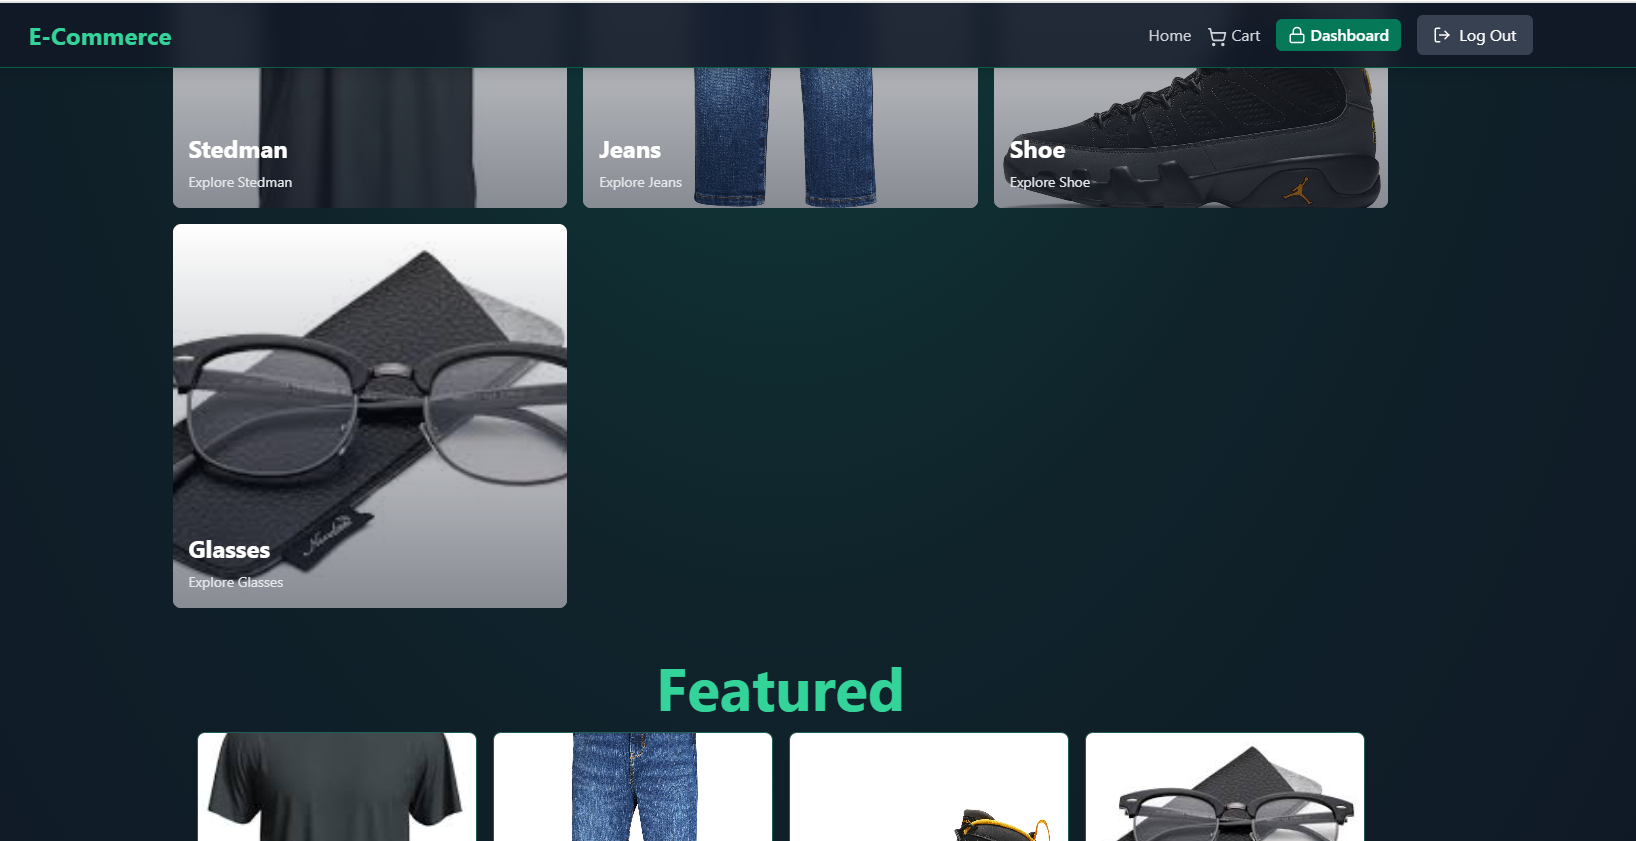 E-Commerce
Home
Cart
Dashboard
Log Out
Stedman
Explore Stedman
Jeans
Explore Jeans
Shoe
Explore Shoe
Glasses
Explore Glasses
Featured